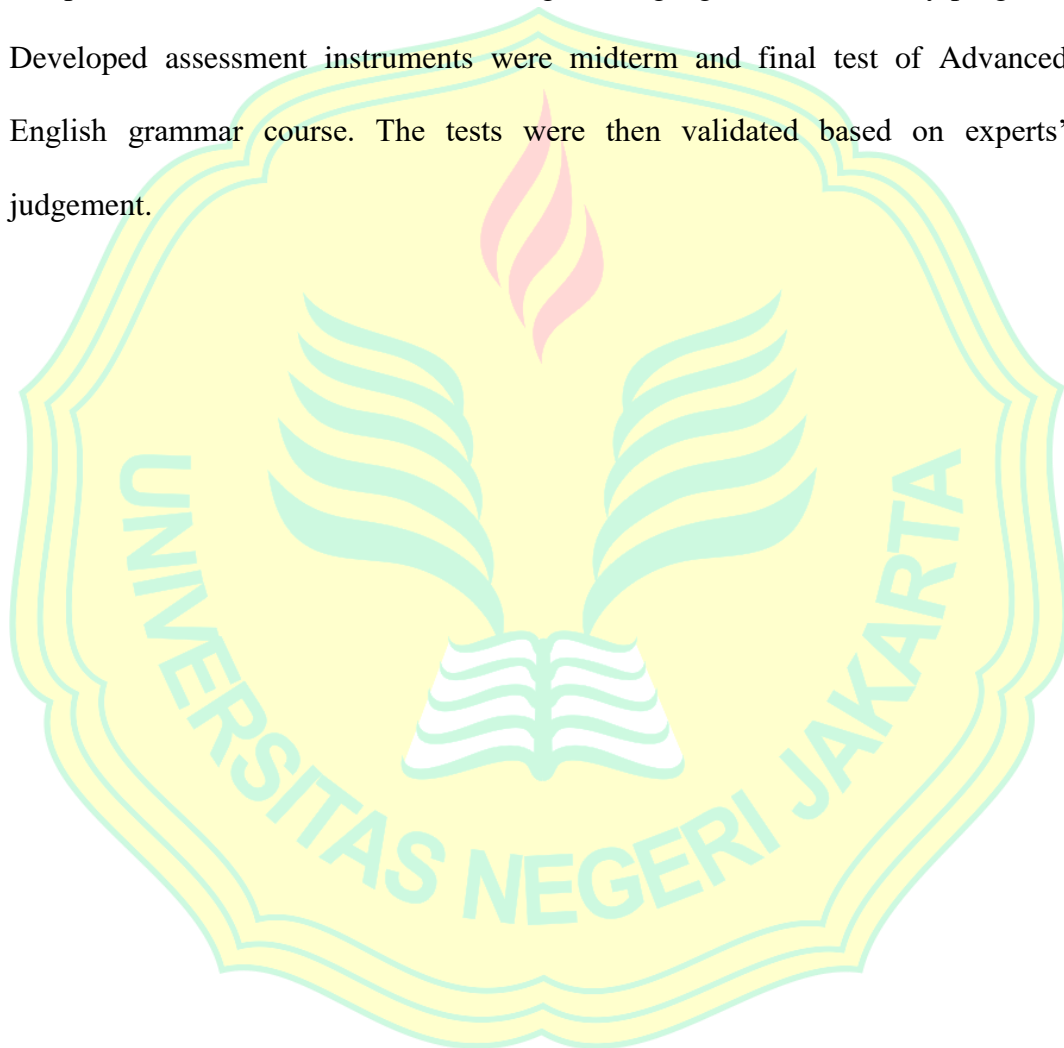 Developed assessment instruments were midterm and final test of Advanced
English grammar course. The tests were then validated based on experts’
judgement.
UNIVERSITAS NEGERI JAKARTA